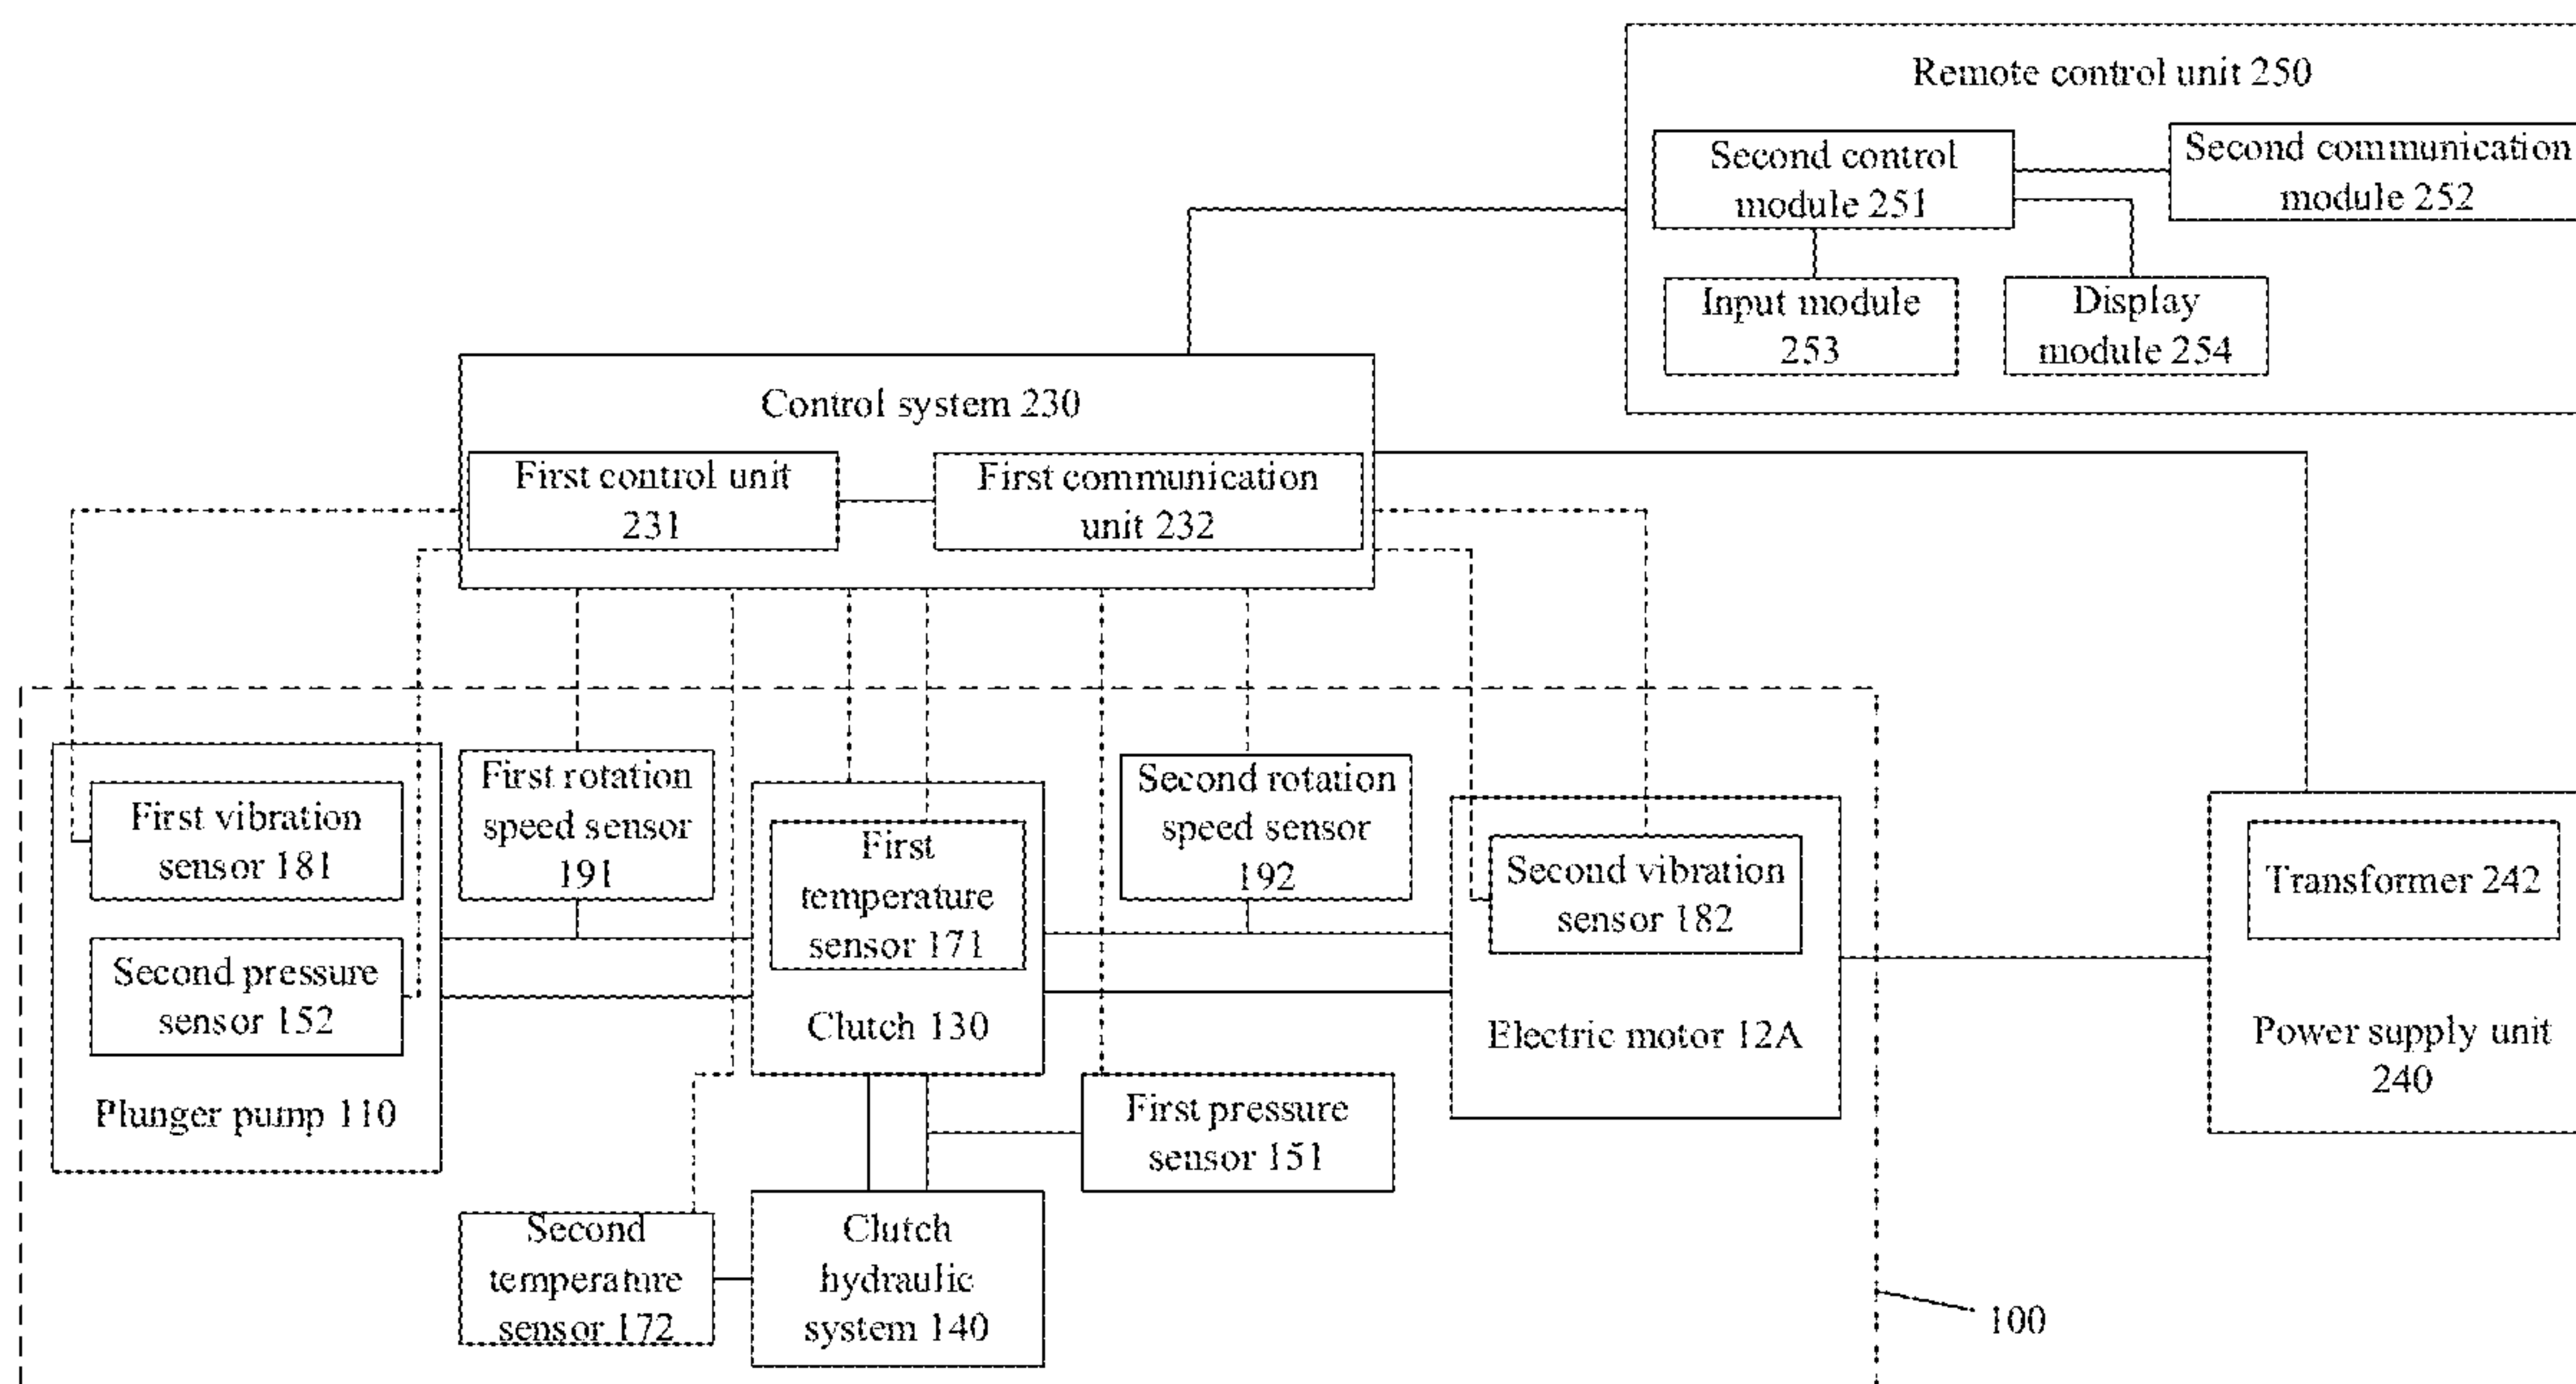 Remote control unit 250
Second control
module 251
Second communication
module 252
Input module
253
Display
module 254
Control system 230
First control unit
231
First communication
unit 232
First vibration
sensor 181
Second pressure
sensor 152
Plunger pump 110
First rotation
speed sensor
191
First
temperature
sensor 171
Clutch 130
Second rotation
speed sensor
192
Second vibration
sensor 182
Electric motor 12A
Transformer 242
Power supply unit
240
First pressure
sensor 151
Second
temperature
sensor 172
Clutch
hydraulic
system 140
100